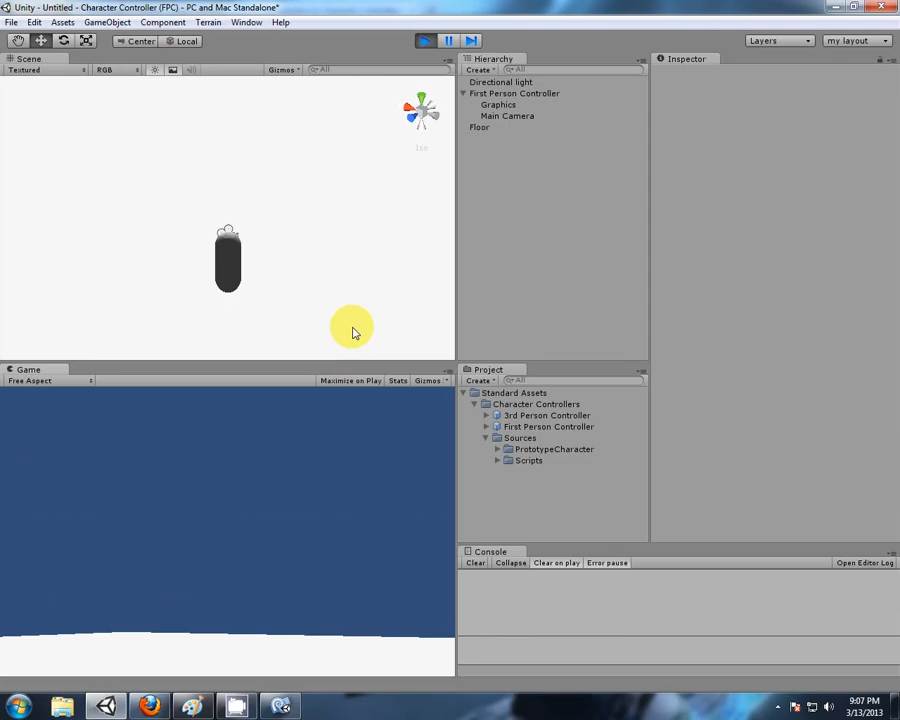 Unity - Untitled - Character Controller (FPC) - PC and Mac Standalone*
File Edit Assets GameObject Component Terrain Window Help
Center Local Layers my layout
Scene
Textured RGB Gizmos All
Iso
Hierarchy
Create All
Directional light
First Person Controller
Graphics
Main Camera
Floor
Inspector
Game
Free Aspect Maximize on Play Stats Gizmos
Project
Create All
Standard Assets
Character Controllers
3rd Person Controller
First Person Controller
Sources
PrototypeCharacter
Scripts
Console
Clear Collapse Clear on play Error pause Open Editor Log
9:07 PM
3/13/2013